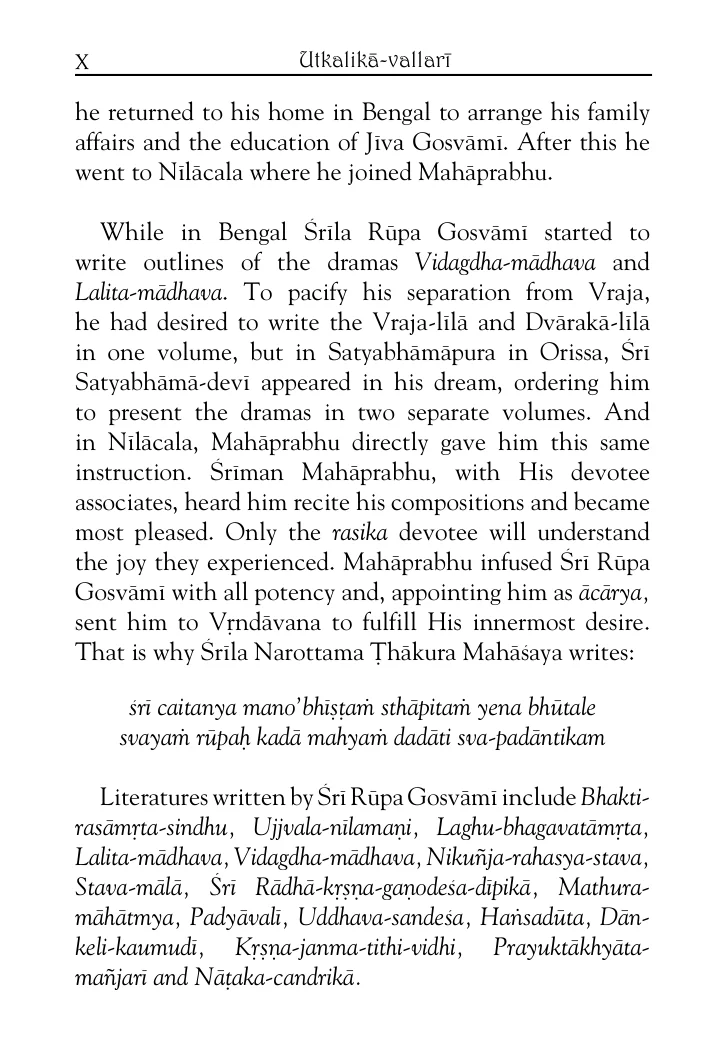 X
Utkalikā-vallarī
he returned to his home in Bengal to arrange his family
affairs and the education of Jīva Gosvāmī. After this he
went to Nīlācala where he joined Mahāprabhu.
While in Bengal Śrīla Rūpa Gosvāmī started to
write outlines of the dramas Vidagdha-mādhava and
Lalita-mādhava. To pacify his separation from Vraja,
he had desired to write the Vraja-līlā and Dvārakā-līlā
in one volume, but in Satyabhāmāpura in Orissa, Śrī
Satyabhāmā-devī appeared in his dream, ordering him
to present the dramas in two separate volumes. And
in Nīlācala, Mahāprabhu directly gave him this same
instruction. Śrīman Mahāprabhu, with His devotee
associates, heard him recite his compositions and became
most pleased. Only the rasika devotee will understand
the joy they experienced. Mahāprabhu infused Śrī Rūpa
Gosvāmī with all potency and, appointing him as ācārya,
sent him to Vṛndāvana to fulfill His innermost desire.
That is why Śrīla Narottama Ṭhākura Mahāśaya writes:
śrī caitanya mano'bhīṣṭaṁ sthāpitaṁ yena bhūtale
svayaṁ rūpaḥ kadā mahyaṁ dadāti sva-padāntikam
Literatures written by Śrī Rūpa Gosvāmī include Bhakti-
rasāmṛta-sindhu, Ujjvala-nīlamaṇi, Laghu-bhagavatāmṛta,
Lalita-mādhava, Vidagdha-mādhava, Nikuñja-rahasya-stava,
Stava-mālā, Śrī Rādhā-kṛṣṇa-gaṇodeśa-dīpikā, Mathura-
māhātmya, Padyāvalī, Uddhava-sandeśa, Haṅsadūta, Dān-
keli-kaumudī, Kṛṣṇa-janma-tithi-vidhi, Prayuktākhyāta-
mañjarī and Nāṭaka-candrikā.